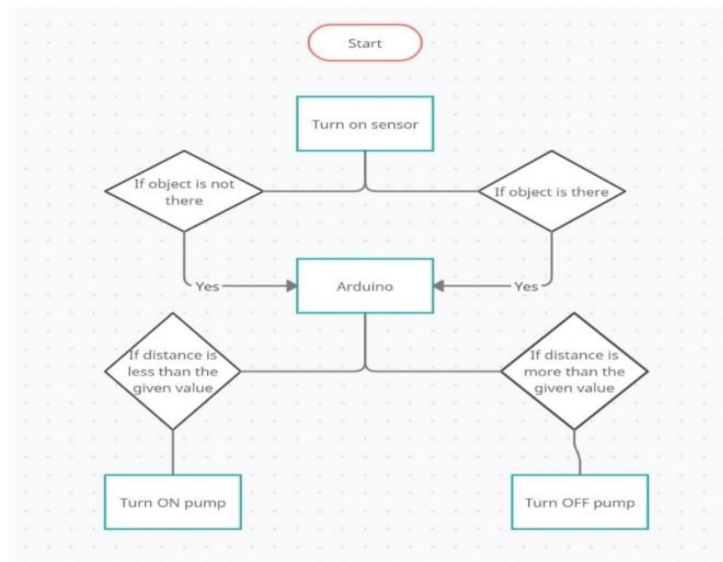 Start
Turn on sensor
If object is not
there
If object is there
Yes
Yes
Arduino
If distance is
less than the
given value
If distance is
more than the
given value
Turn ON pump
Turn OFF pump